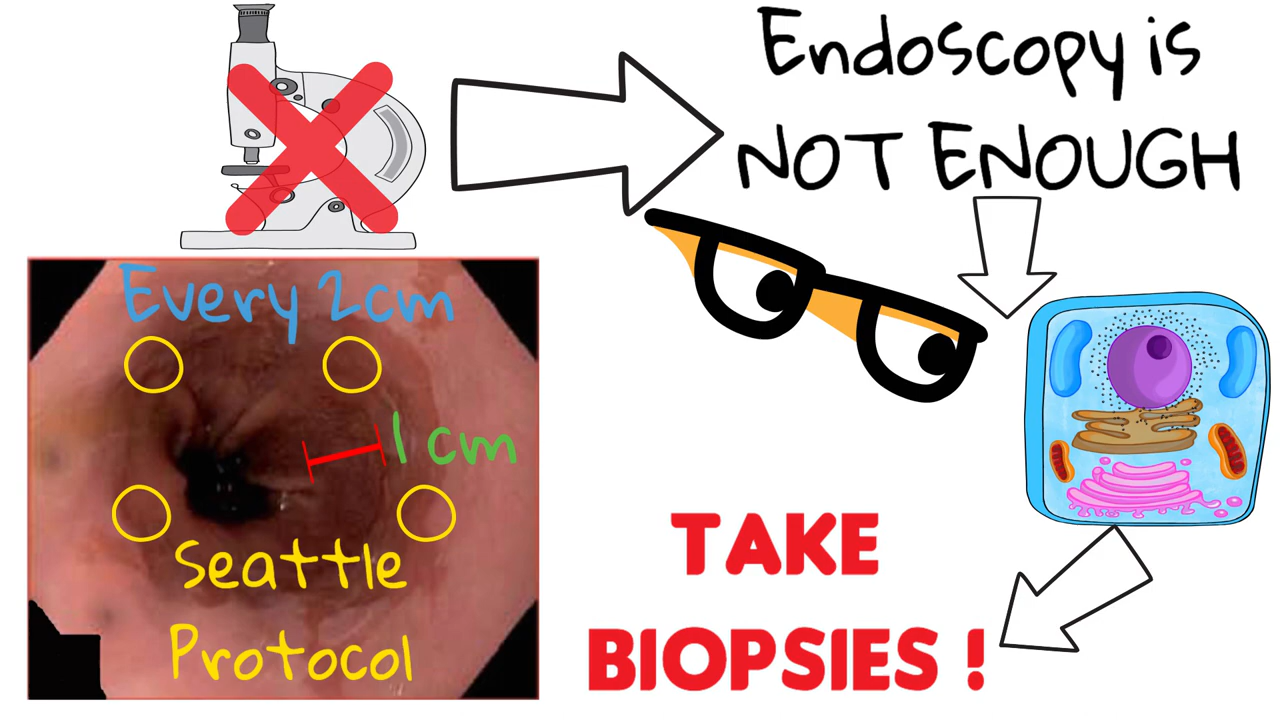 Endoscopy is
NOT ENOUGH
Every 2cm
1 cm
Seattle
Protocol
TAKE
BIOPSIES !